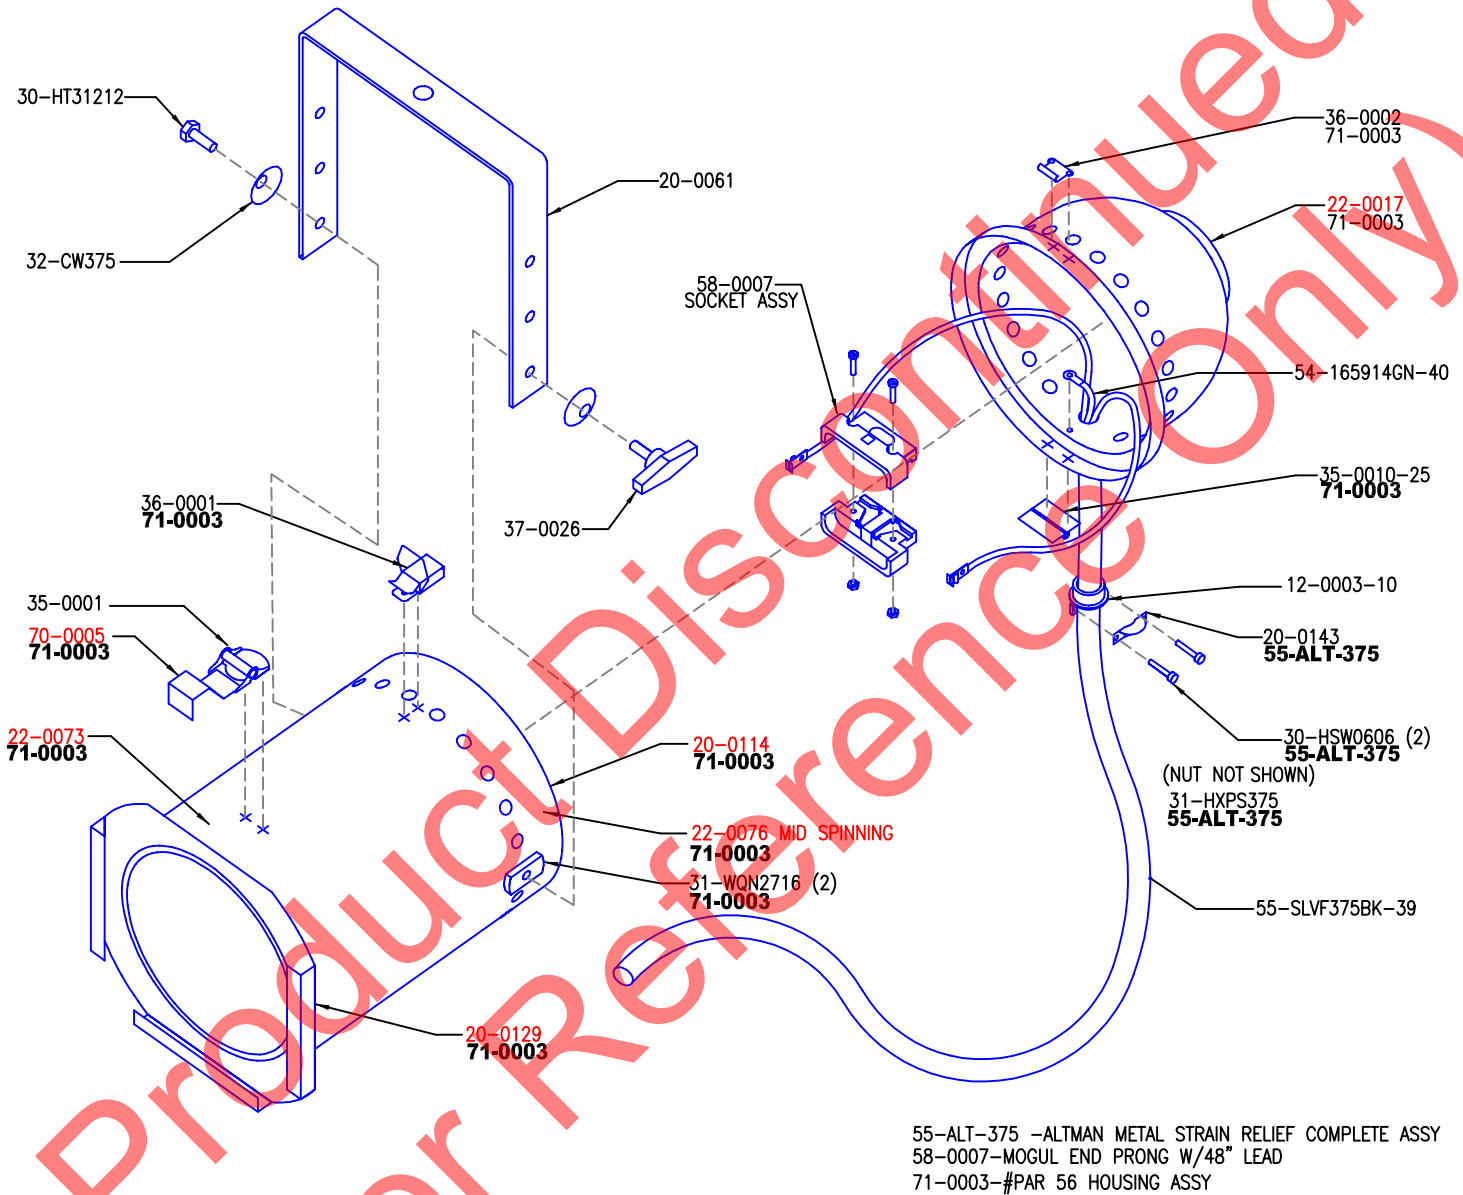 30-HT31212
32-CW375
20-0061
36-0002
71-0003
22-0017
71-0003
58-0007
SOCKET ASSY
54-165914GN-40
35-0010-25
71-0003
36-0001
71-0003
37-0026
12-0003-10
35-0001
70-0005
71-0003
20-0143
55-ALT-375
22-0073
71-0003
20-0114
71-0003
30-HSW0606 (2)
55-ALT-375
(NUT NOT SHOWN)
31-HXPS375
55-ALT-375
22-0076 MID SPINNING
71-0003
31-WQN2716 (2)
71-0003
55-SLVF375BK-39
20-0129
71-0003
55-ALT-375 -ALTMAN METAL STRAIN RELIEF COMPLETE ASSY
58-0007-MOGUL END PRONG W/48" LEAD
71-0003-#PAR 56 HOUSING ASSY
Product Discontinued
or Reference Only)